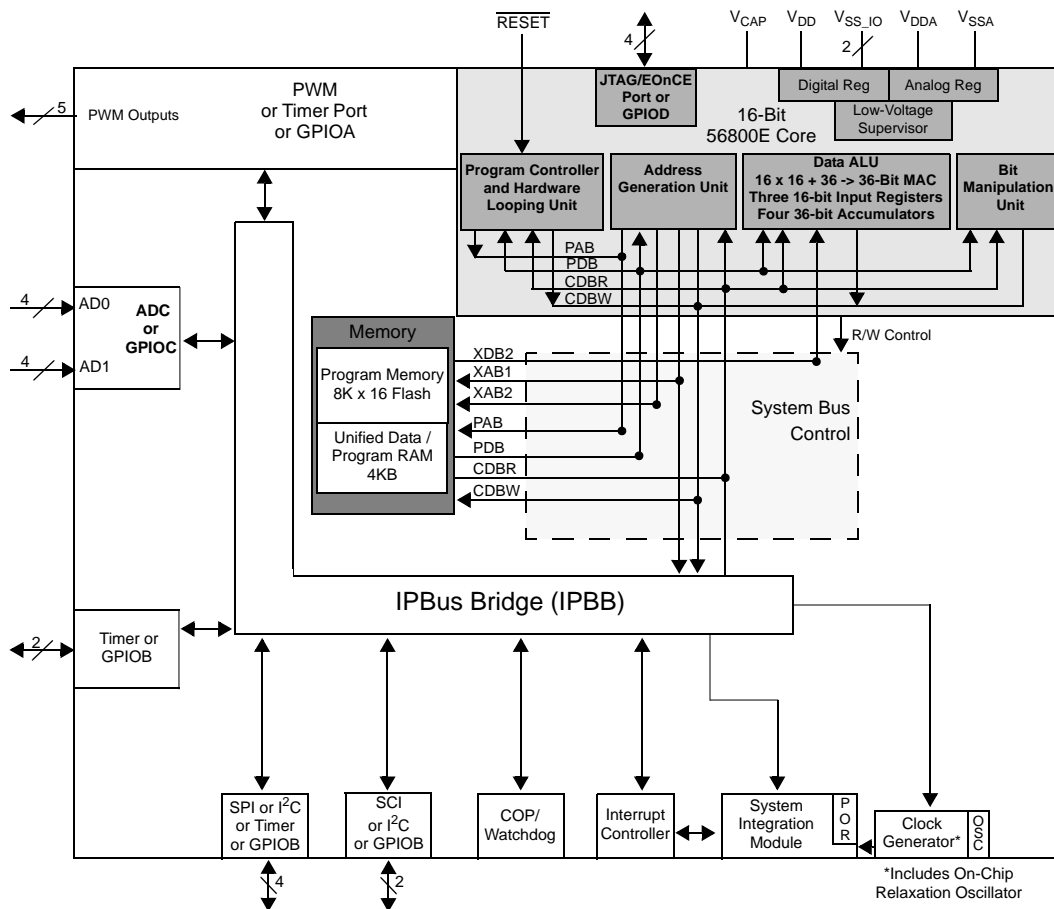 RESET
4
V_CAP
V_DD
V_SS_IO
V_DDA
V_SSA
2
5
PWM Outputs
PWM
or Timer Port
or GPIOA
JTAG/EOnCE
Port or
GPIOD
Digital Reg
Analog Reg
Low-Voltage
Supervisor
16-Bit
56800E Core
Program Controller
and Hardware
Looping Unit
Address
Generation Unit
Data ALU
16 x 16 + 36 -> 36-Bit MAC
Three 16-bit Input Registers
Four 36-bit Accumulators
Bit
Manipulation
Unit
PAB
PDB
CDBR
CDBW
4
AD0
4
AD1
ADC
or
GPIOC
Memory
Program Memory
8K x 16 Flash
Unified Data /
Program RAM
4KB
R/W Control
XDB2
XAB1
XAB2
PAB
PDB
CDBR
CDBW
System Bus
Control
IPBus Bridge (IPBB)
2
Timer or
GPIOB
SPI or I²C
or Timer
or GPIOB
4
SCI
or I²C
or GPIOB
2
COP/
Watchdog
Interrupt
Controller
System
Integration
Module
POR
Clock
Generator*
OSC
*Includes On-Chip
Relaxation Oscillator